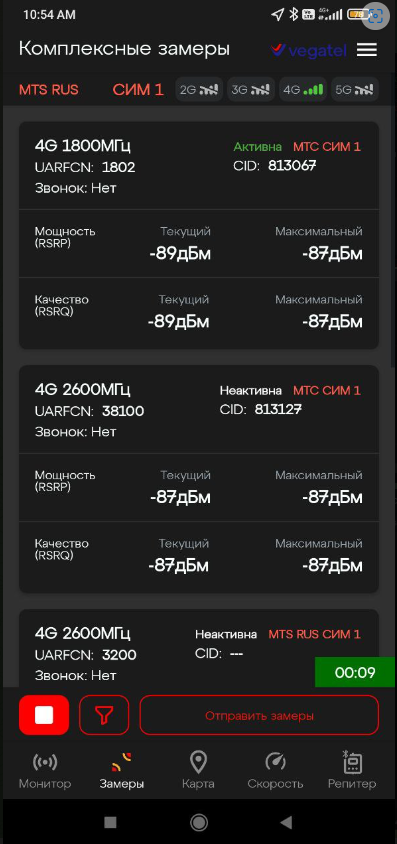 10:54 AM 4G+ 78
Комплексные замеры vegatel
MTS RUS СИМ 1 2G 3G 4G 5G
4G 1800МГц Активна МТС СИМ 1
UARFCN: 1802 CID: 813067
Звонок: Нет
Мощность (RSRP) Текущий Максимальный
-89дБм -87дБм
Качество (RSRQ) Текущий Максимальный
-89дБм -87дБм
4G 2600МГц Неактивна МТС СИМ 1
UARFCN: 38100 CID: 813127
Звонок: Нет
Мощность (RSRP) Текущий Максимальный
-87дБм -87дБм
Качество (RSRQ) Текущий Максимальный
-87дБм -87дБм
4G 2600МГц Неактивна MTS RUS СИМ 1
UARFCN: 3200 CID: ---
Звонок: Нет
00:09
Отправить замеры
Монитор Замеры Карта Скорость Репитер